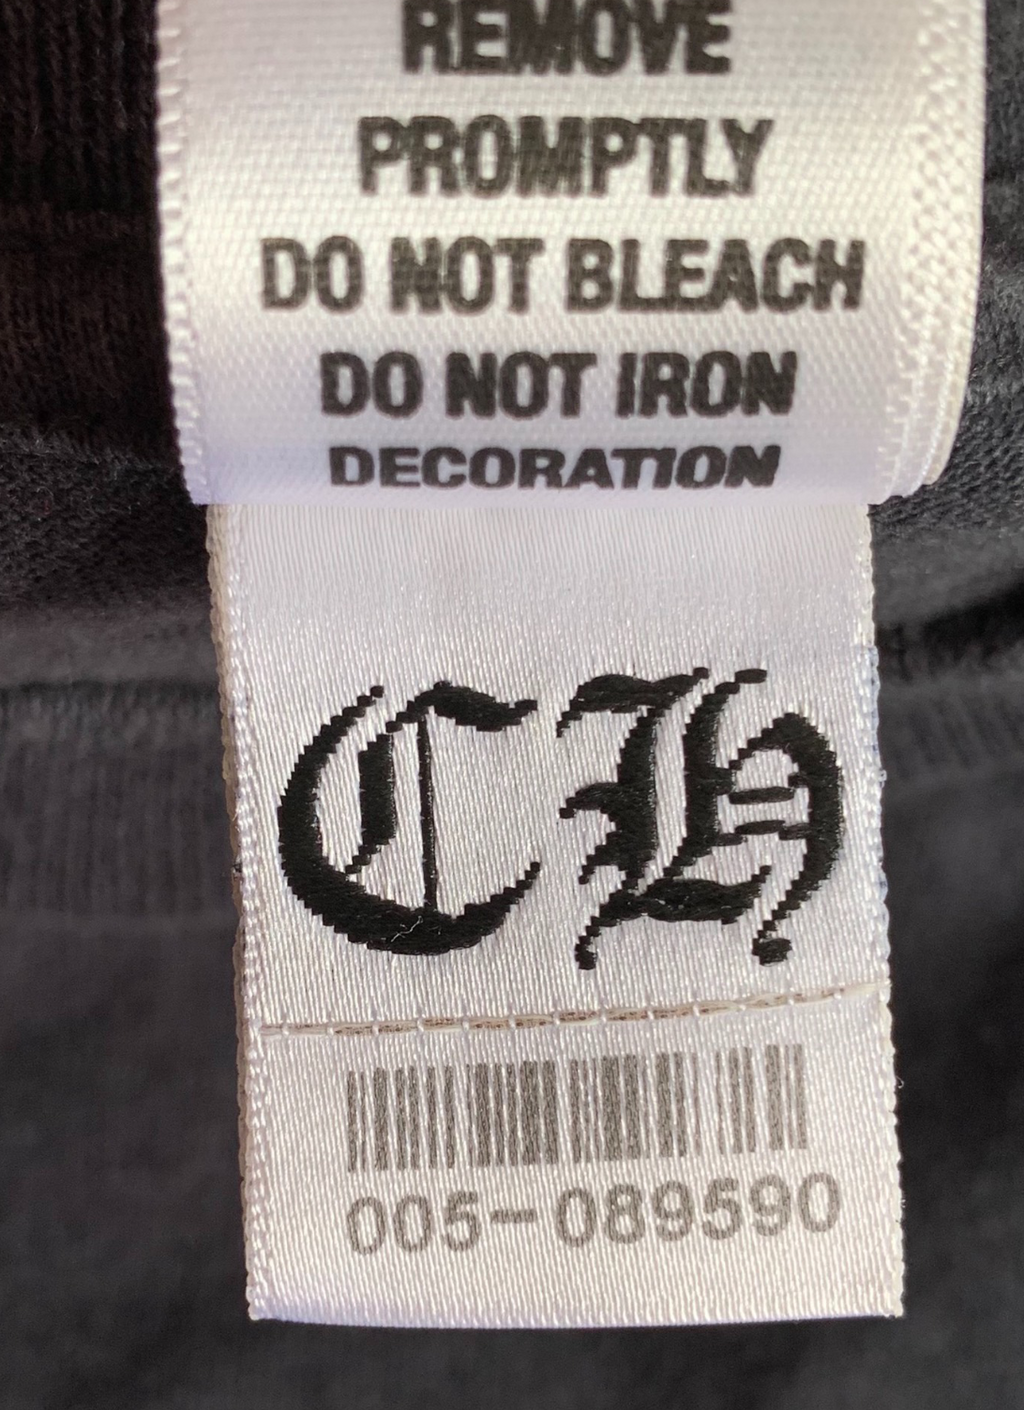 REMOVE
PROMPTLY
DO NOT BLEACH
DO NOT IRON
DECORATION
CH
005-089590